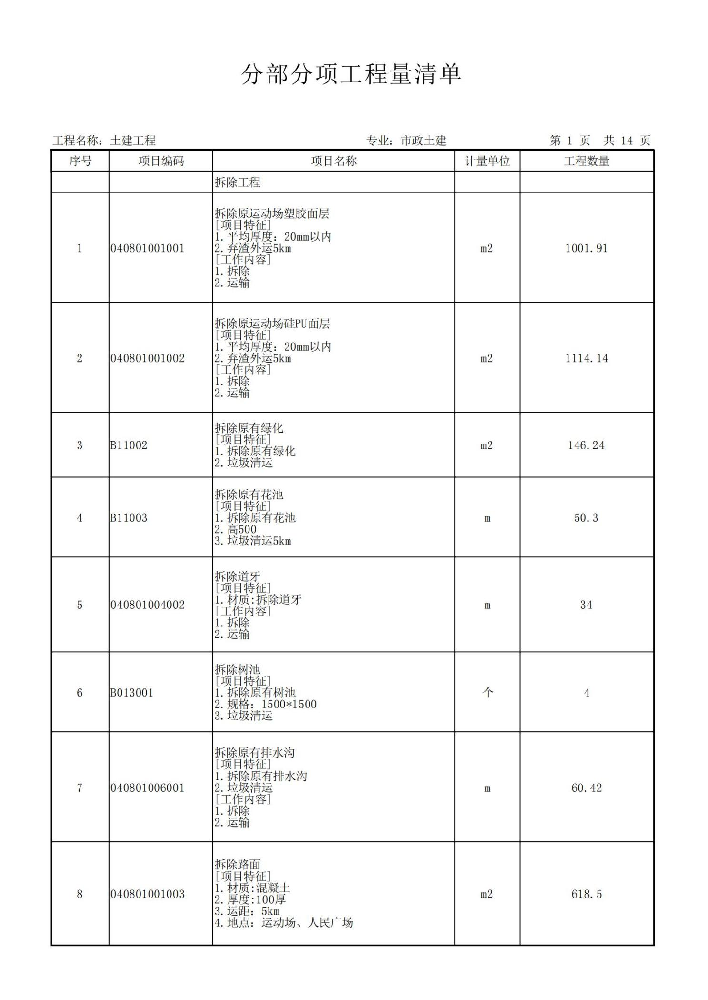 分部分项工程量清单
工程名称：土建工程 专业：市政土建 第 1 页 共 14 页
序号 项目编码 项目名称 计量单位 工程数量
拆除工程
1 040801001001 拆除原运动场塑胶面层
[项目特征]
1.平均厚度：20mm以内
2.弃渣外运5km
[工作内容]
1.拆除
2.运输
m2 1001.91
2 040801001002 拆除原运动场硅PU面层
[项目特征]
1.平均厚度：20mm以内
2.弃渣外运5km
[工作内容]
1.拆除
2.运输
m2 1114.14
3 B11002 拆除原有绿化
[项目特征]
1.拆除原有绿化
2.垃圾清运
m2 146.24
4 B11003 拆除原有花池
[项目特征]
1.拆除原有花池
2.高500
3.垃圾清运5km
m 50.3
5 040801004002 拆除道牙
[项目特征]
1.材质:拆除道牙
[工作内容]
1.拆除
2.运输
m 34
6 B013001 拆除树池
[项目特征]
1.拆除原有树池
2.规格：1500*1500
3.垃圾清运
个 4
7 040801006001 拆除原有排水沟
[项目特征]
1.拆除原有排水沟
2.垃圾清运
[工作内容]
1.拆除
2.运输
m 60.42
8 040801001003 拆除路面
[项目特征]
1.材质:混凝土
2.厚度:100厚
3.运距：5km
4.地点：运动场、人民广场
m2 618.5